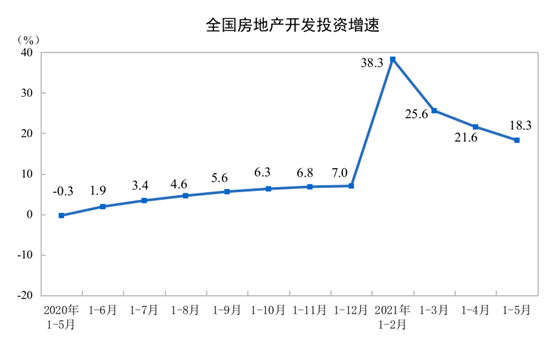 全国房地产开发投资增速
(%)
40
30
20
10
0
-10
-20
-0.3
1.9
3.4
4.6
5.6
6.3
6.8
7.0
38.3
25.6
21.6
18.3
2020年
1-5月
1-6月
1-7月
1-8月
1-9月
1-10月
1-11月
1-12月
2021年
1-2月
1-3月
1-4月
1-5月